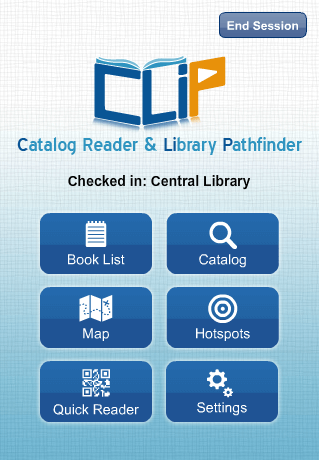 End Session
CLiP
Catalog Reader & Library Pathfinder
Checked in: Central Library
Book List
Catalog
Map
Hotspots
Quick Reader
Settings